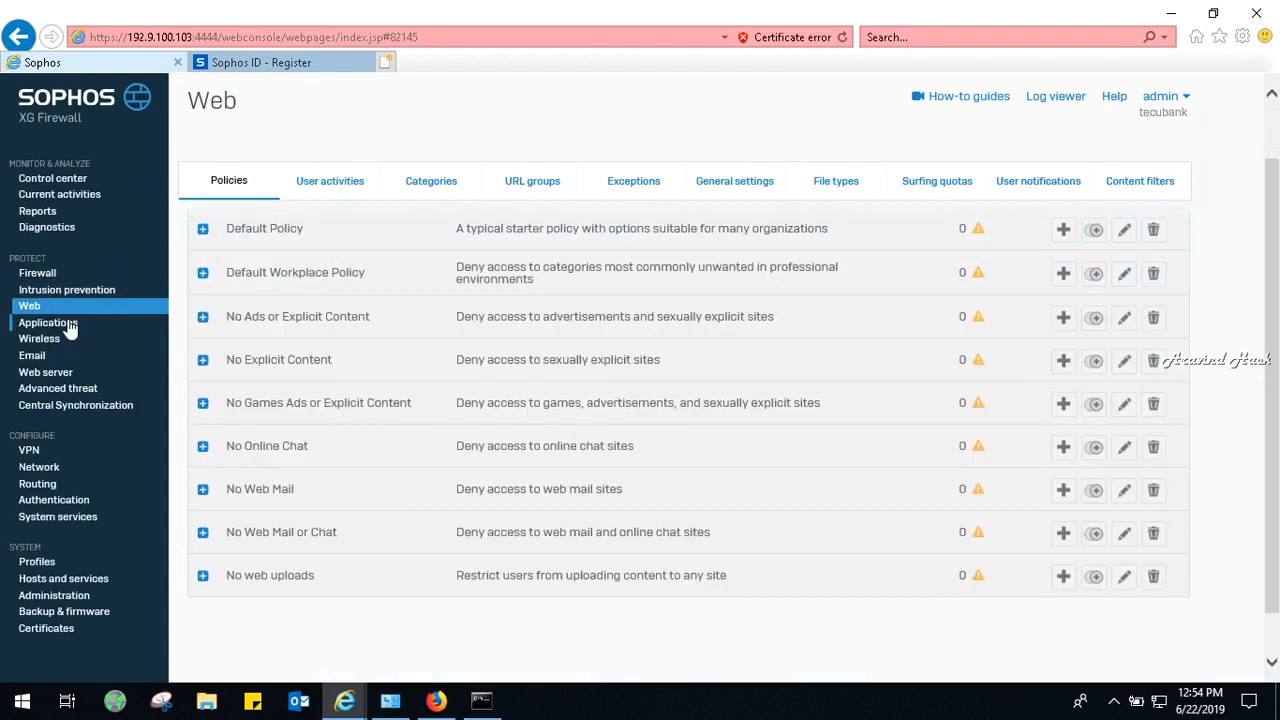 https://192.9.100.103:4444/webconsole/webpages/index.jsp#82145
Certificate error
Search...
Sophos
Sophos ID - Register
SOPHOS
XG Firewall
Web
How-to guides
Log viewer
Help
admin
tecubank
MONITOR & ANALYZE
Control center
Current activities
Reports
Diagnostics
PROTECT
Firewall
Intrusion prevention
Web
Applications
Wireless
Email
Web server
Advanced threat
Central Synchronization
CONFIGURE
VPN
Network
Routing
Authentication
System services
SYSTEM
Profiles
Hosts and services
Administration
Backup & firmware
Certificates
Policies
User activities
Categories
URL groups
Exceptions
General settings
File types
Surfing quotas
User notifications
Content filters
Default Policy A typical starter policy with options suitable for many organizations 0
Default Workplace Policy Deny access to categories most commonly unwanted in professional
environments 0
No Ads or Explicit Content Deny access to advertisements and sexually explicit sites 0
No Explicit Content Deny access to sexually explicit sites 0
Aravind Hack
No Games Ads or Explicit Content Deny access to games, advertisements, and sexually explicit sites 0
No Online Chat Deny access to online chat sites 0
No Web Mail Deny access to web mail sites 0
No Web Mail or Chat Deny access to web mail and online chat sites 0
No web uploads Restrict users from uploading content to any site 0
12:54 PM
6/22/2019